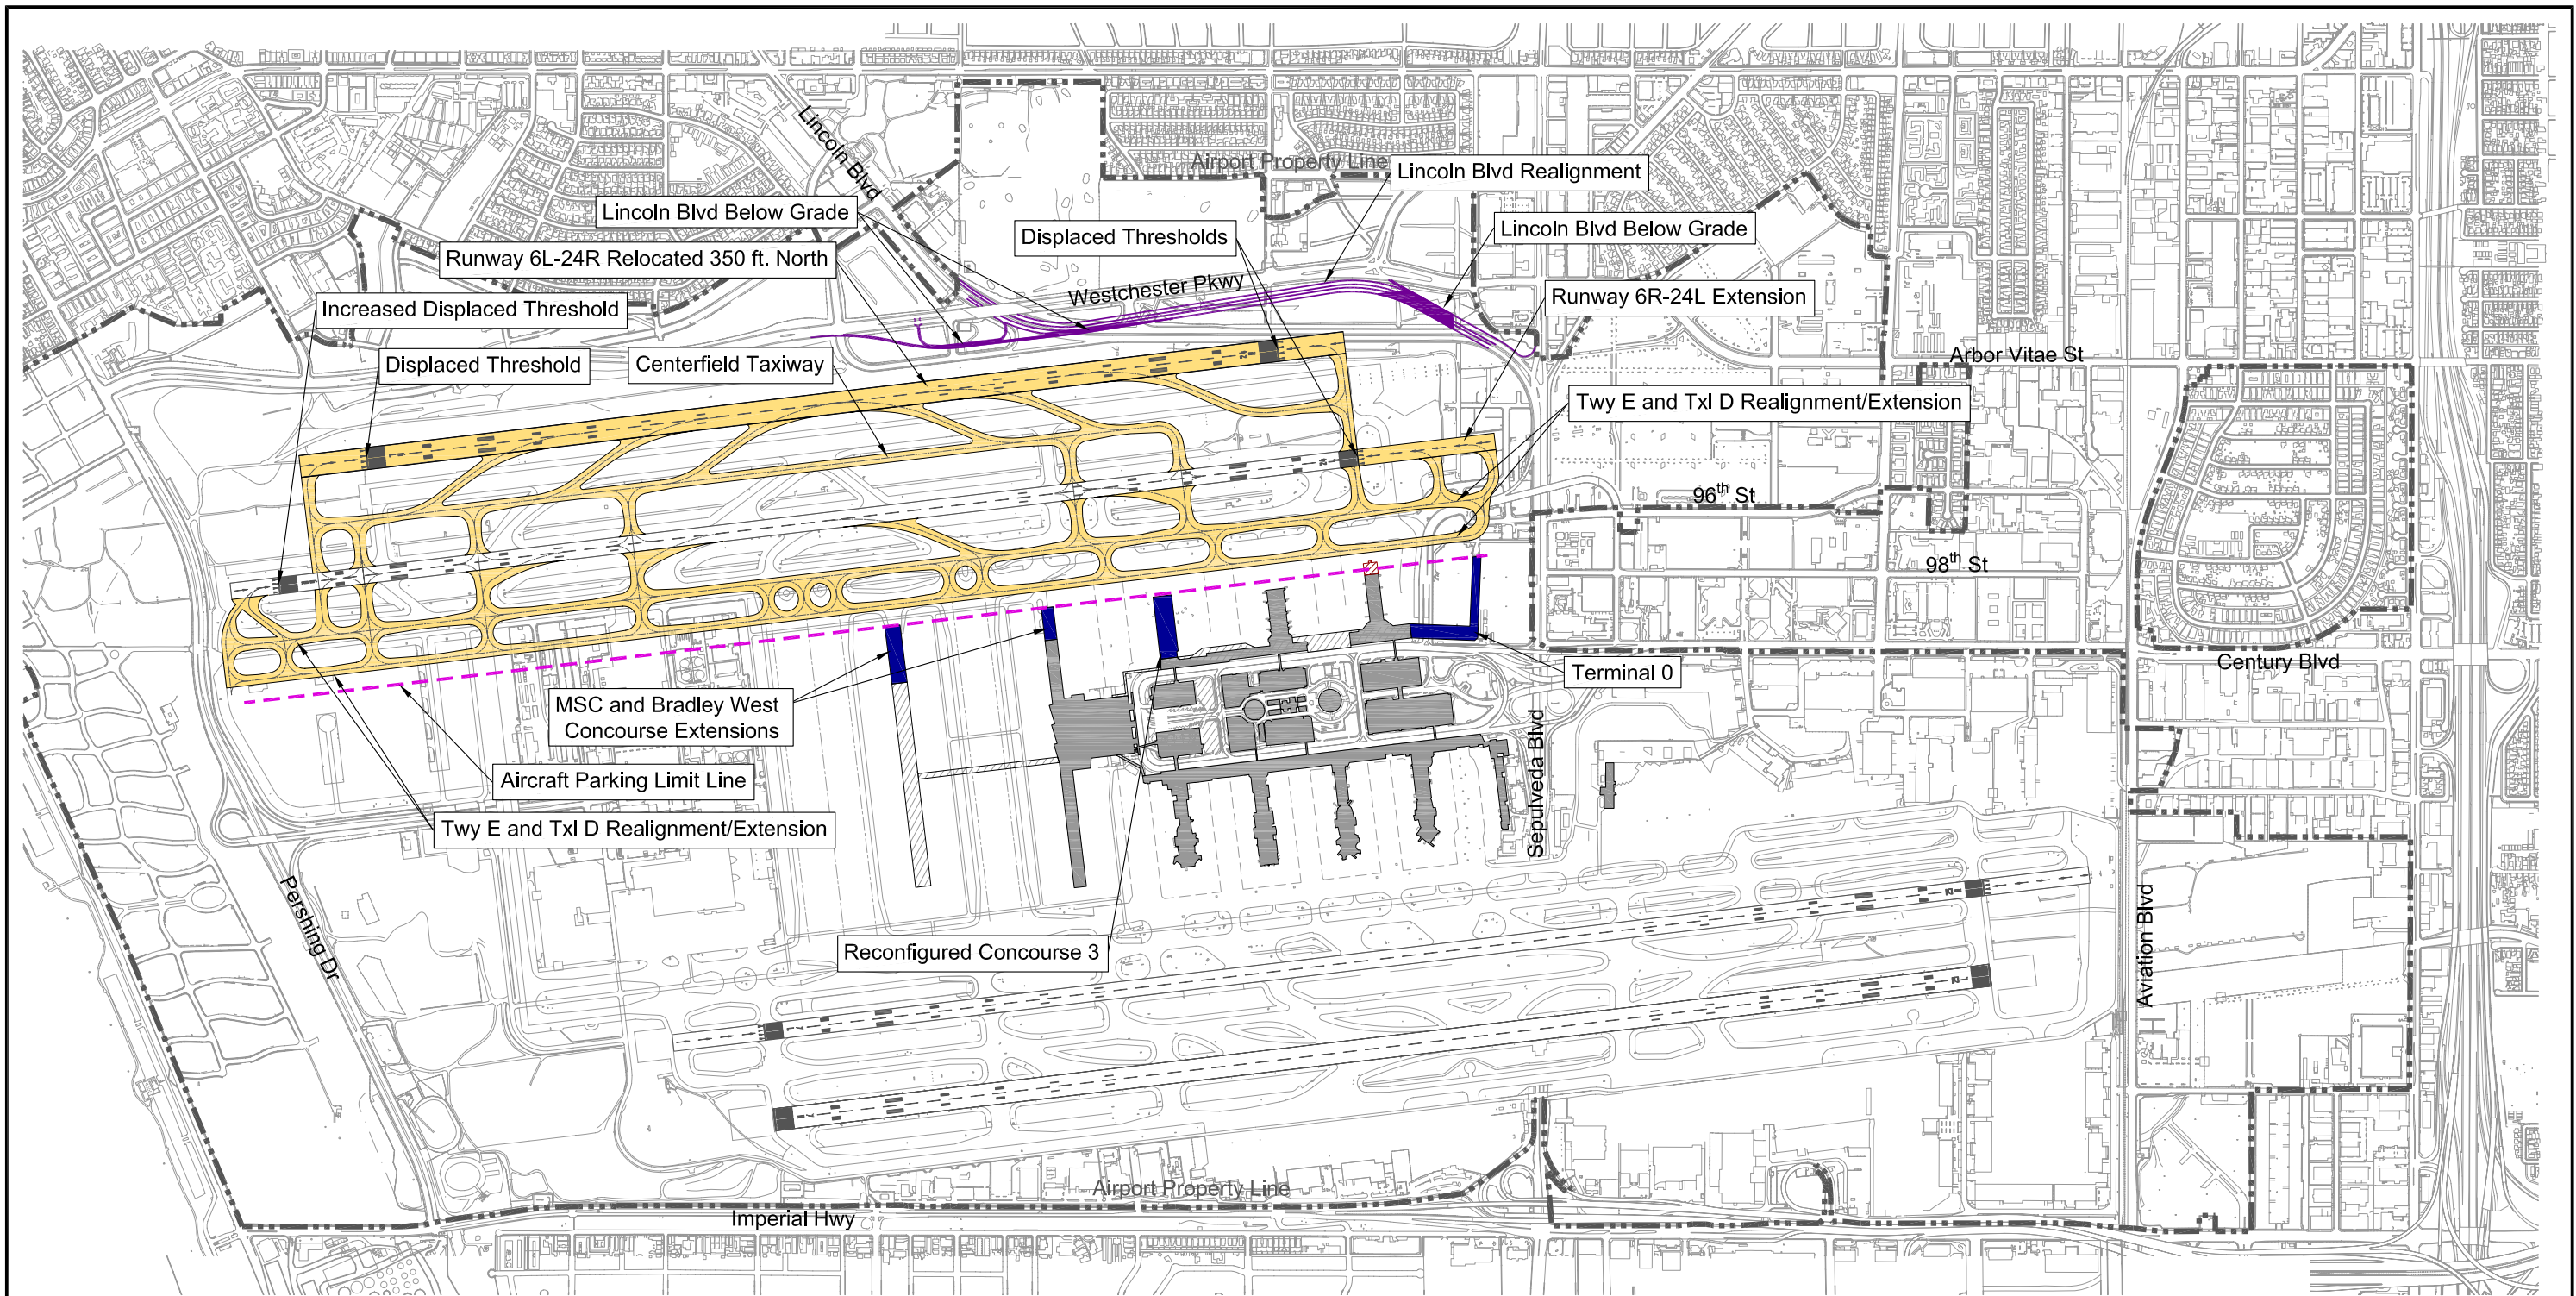 Lincoln Blvd
Airport Property Line
Lincoln Blvd Realignment
Lincoln Blvd Below Grade
Displaced Thresholds
Lincoln Blvd Below Grade
Runway 6L-24R Relocated 350 ft. North
Westchester Pkwy
Runway 6R-24L Extension
Increased Displaced Threshold
Displaced Threshold
Centerfield Taxiway
Arbor Vitae St
Twy E and Txl D Realignment/Extension
96th St
98th St
Century Blvd
Terminal 0
MSC and Bradley West
Concourse Extensions
Sepulveda Blvd
Aircraft Parking Limit Line
Twy E and Txl D Realignment/Extension
Pershing Dr
Reconfigured Concourse 3
Aviation Blvd
Airport Property Line
Imperial Hwy